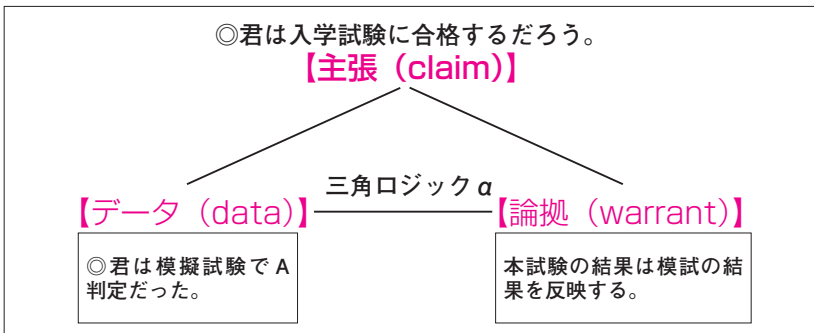 ◎君は入学試験に合格するだろう。
【主張（claim）】
三角ロジックα
【データ（data）】
【論拠（warrant）】
◎君は模擬試験でA
判定だった。
本試験の結果は模試の結
果を反映する。